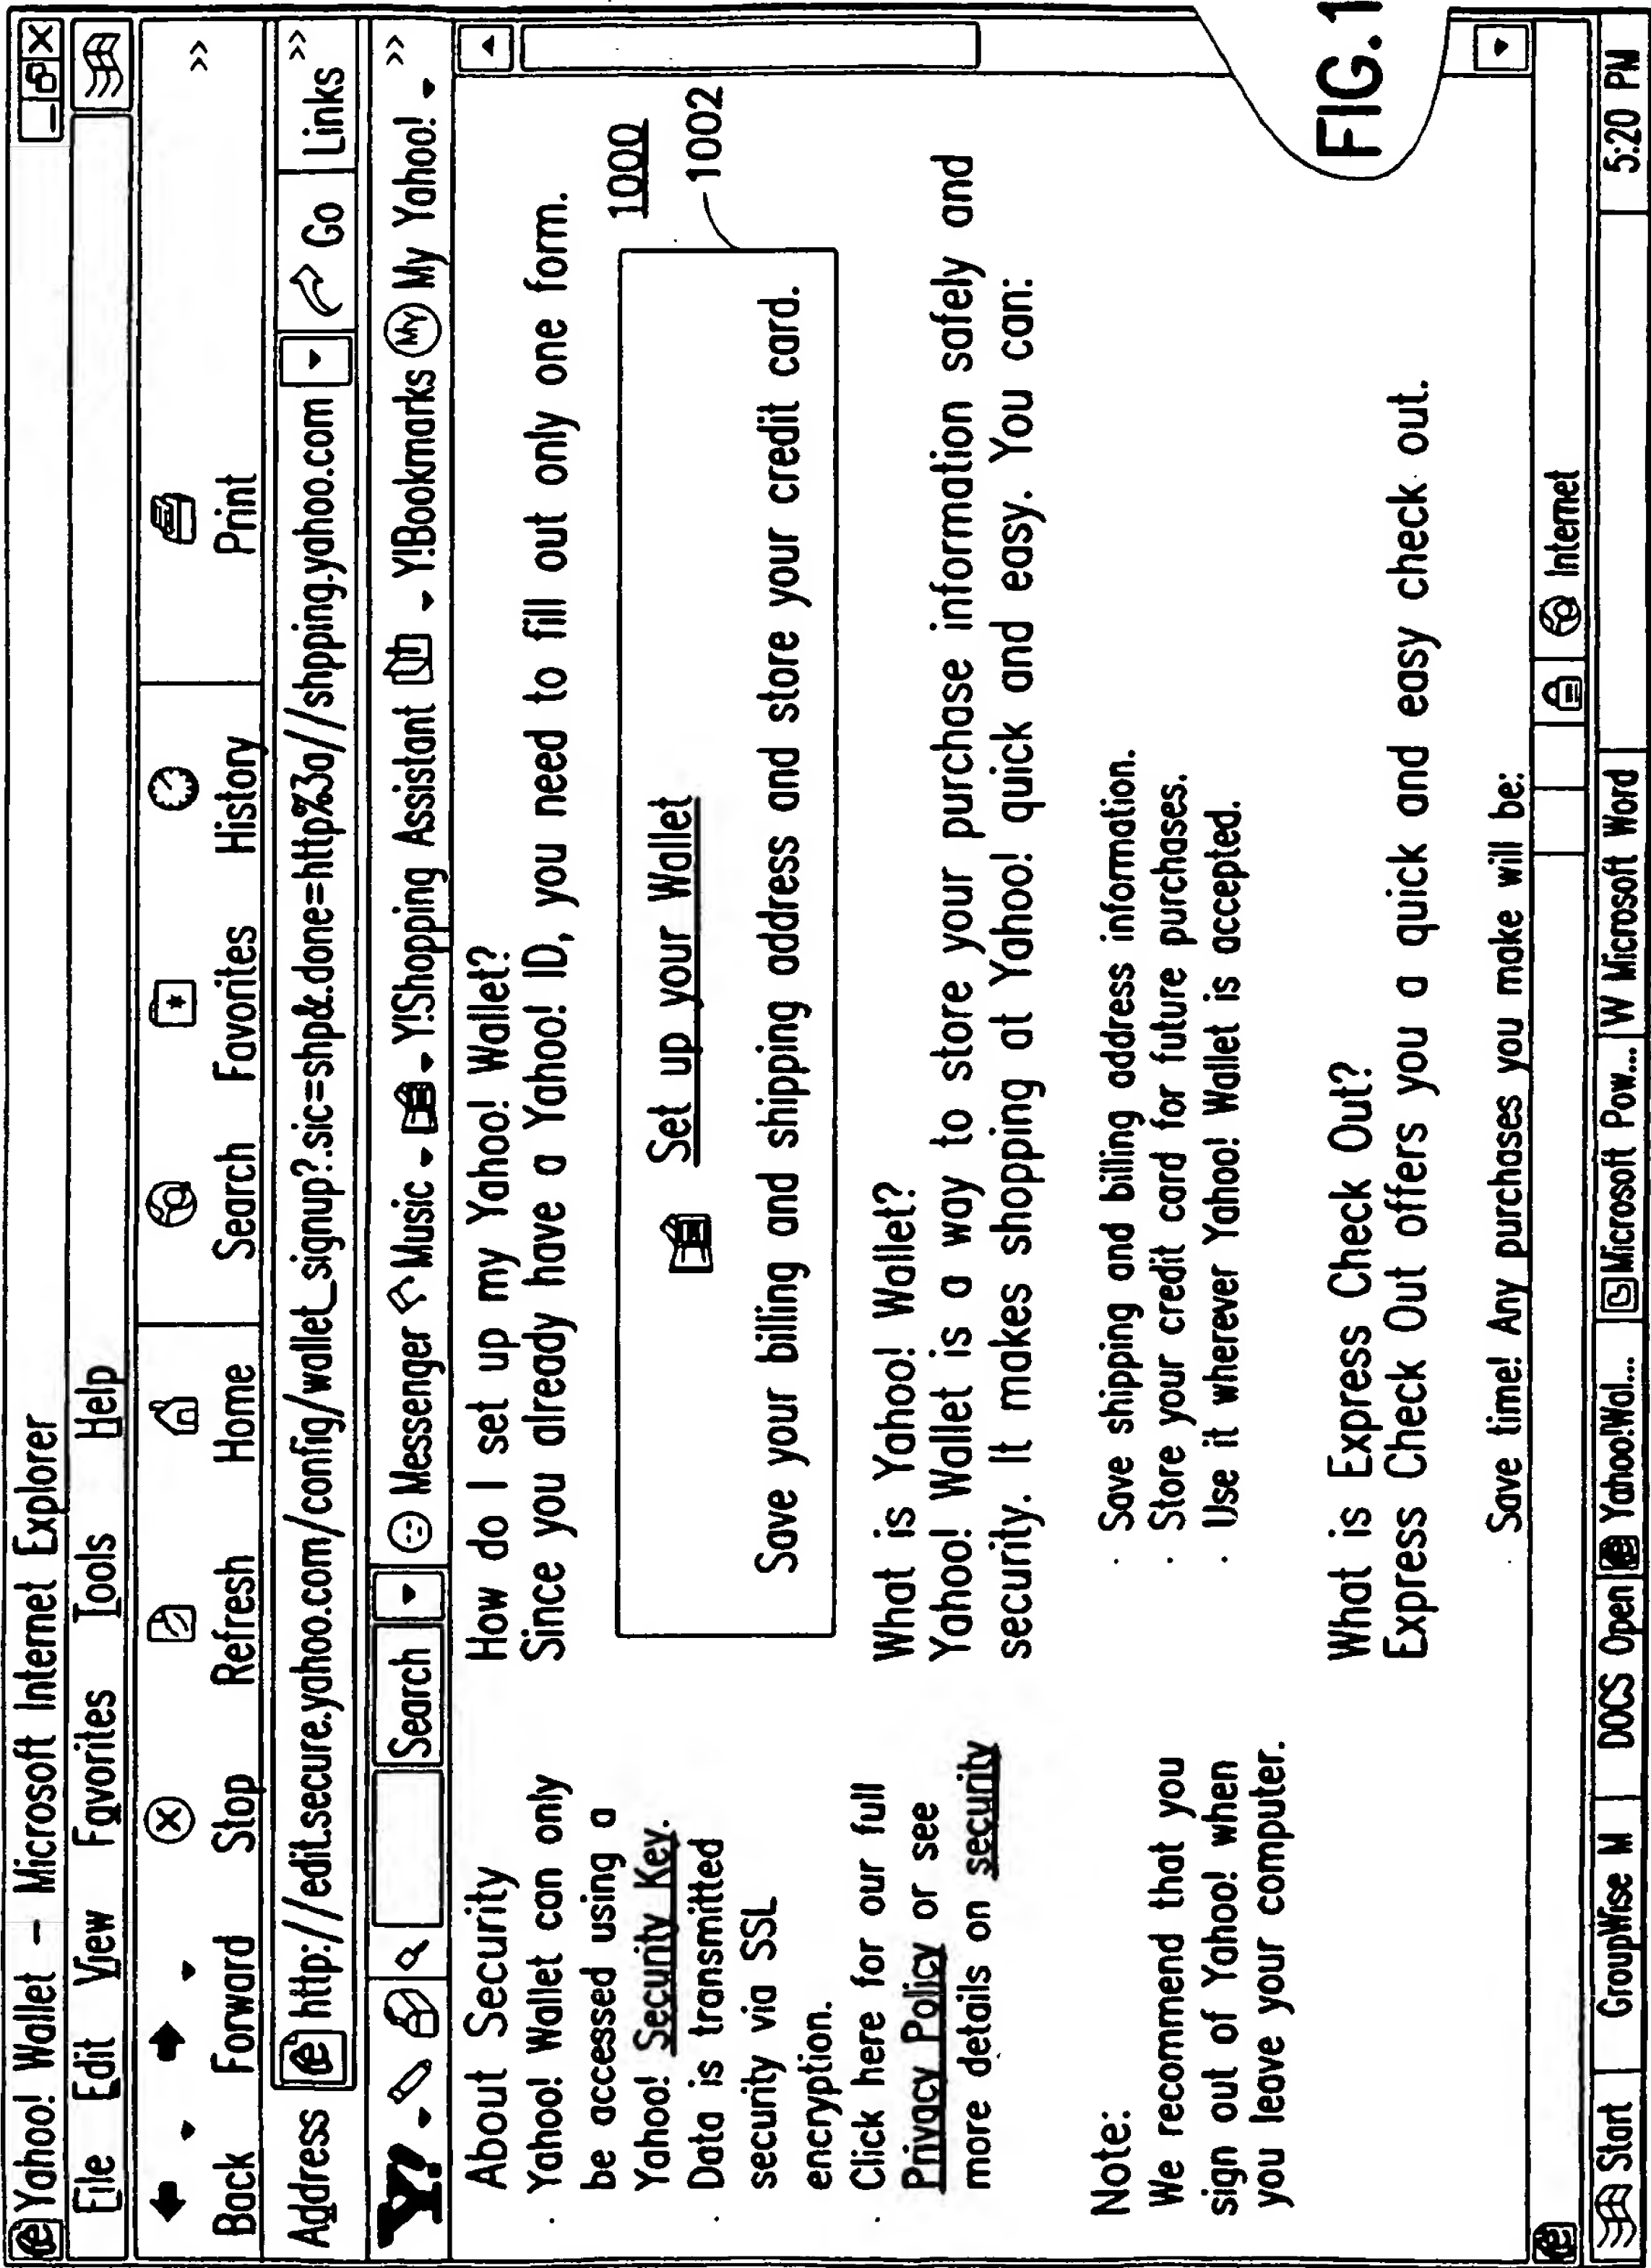 Yahoo! Wallet – Microsoft Internet Explorer
File Edit View Favorites Tools Help
Back Forward Stop Refresh Home Search Favorites History Print »
Address http://edit.secure.yahoo.com/config/wallet_signup?.sic=shp&.done=http%3a//shpping.yahoo.com Go Links »
Y! Search Messenger Music Y!Shopping Assistant Y!Bookmarks My My Yahoo! »
About Security
· Yahoo! Wallet can only
be accessed using a
Yahoo! Security Key.
Data is transmitted
security via SSL
encryption.
· Click here for our full
Privacy Policy or see
more details on security
Note:
We recommend that you
sign out of Yahoo! when
you leave your computer.
How do I set up my Yahoo! Wallet?
Since you already have a Yahoo! ID, you need to fill out only one form.
1000
1002
Set up your Wallet
Save your billing and shipping address and store your credit card.
What is Yahoo! Wallet?
Yahoo! Wallet is a way to store your purchase information safely and
security. It makes shopping at Yahoo! quick and easy. You can:
· Save shipping and billing address information.
· Store your credit card for future purchases.
· Use it wherever Yahoo! Wallet is accepted.
What is Express Check Out?
Express Check Out offers you a quick and easy check out.
· Save time! Any purchases you make will be:
FIG.1
Internet
Start GroupWise M DOCS Open Yahoo!Wal... Microsoft Pow... W Microsoft Word 5:20 PM